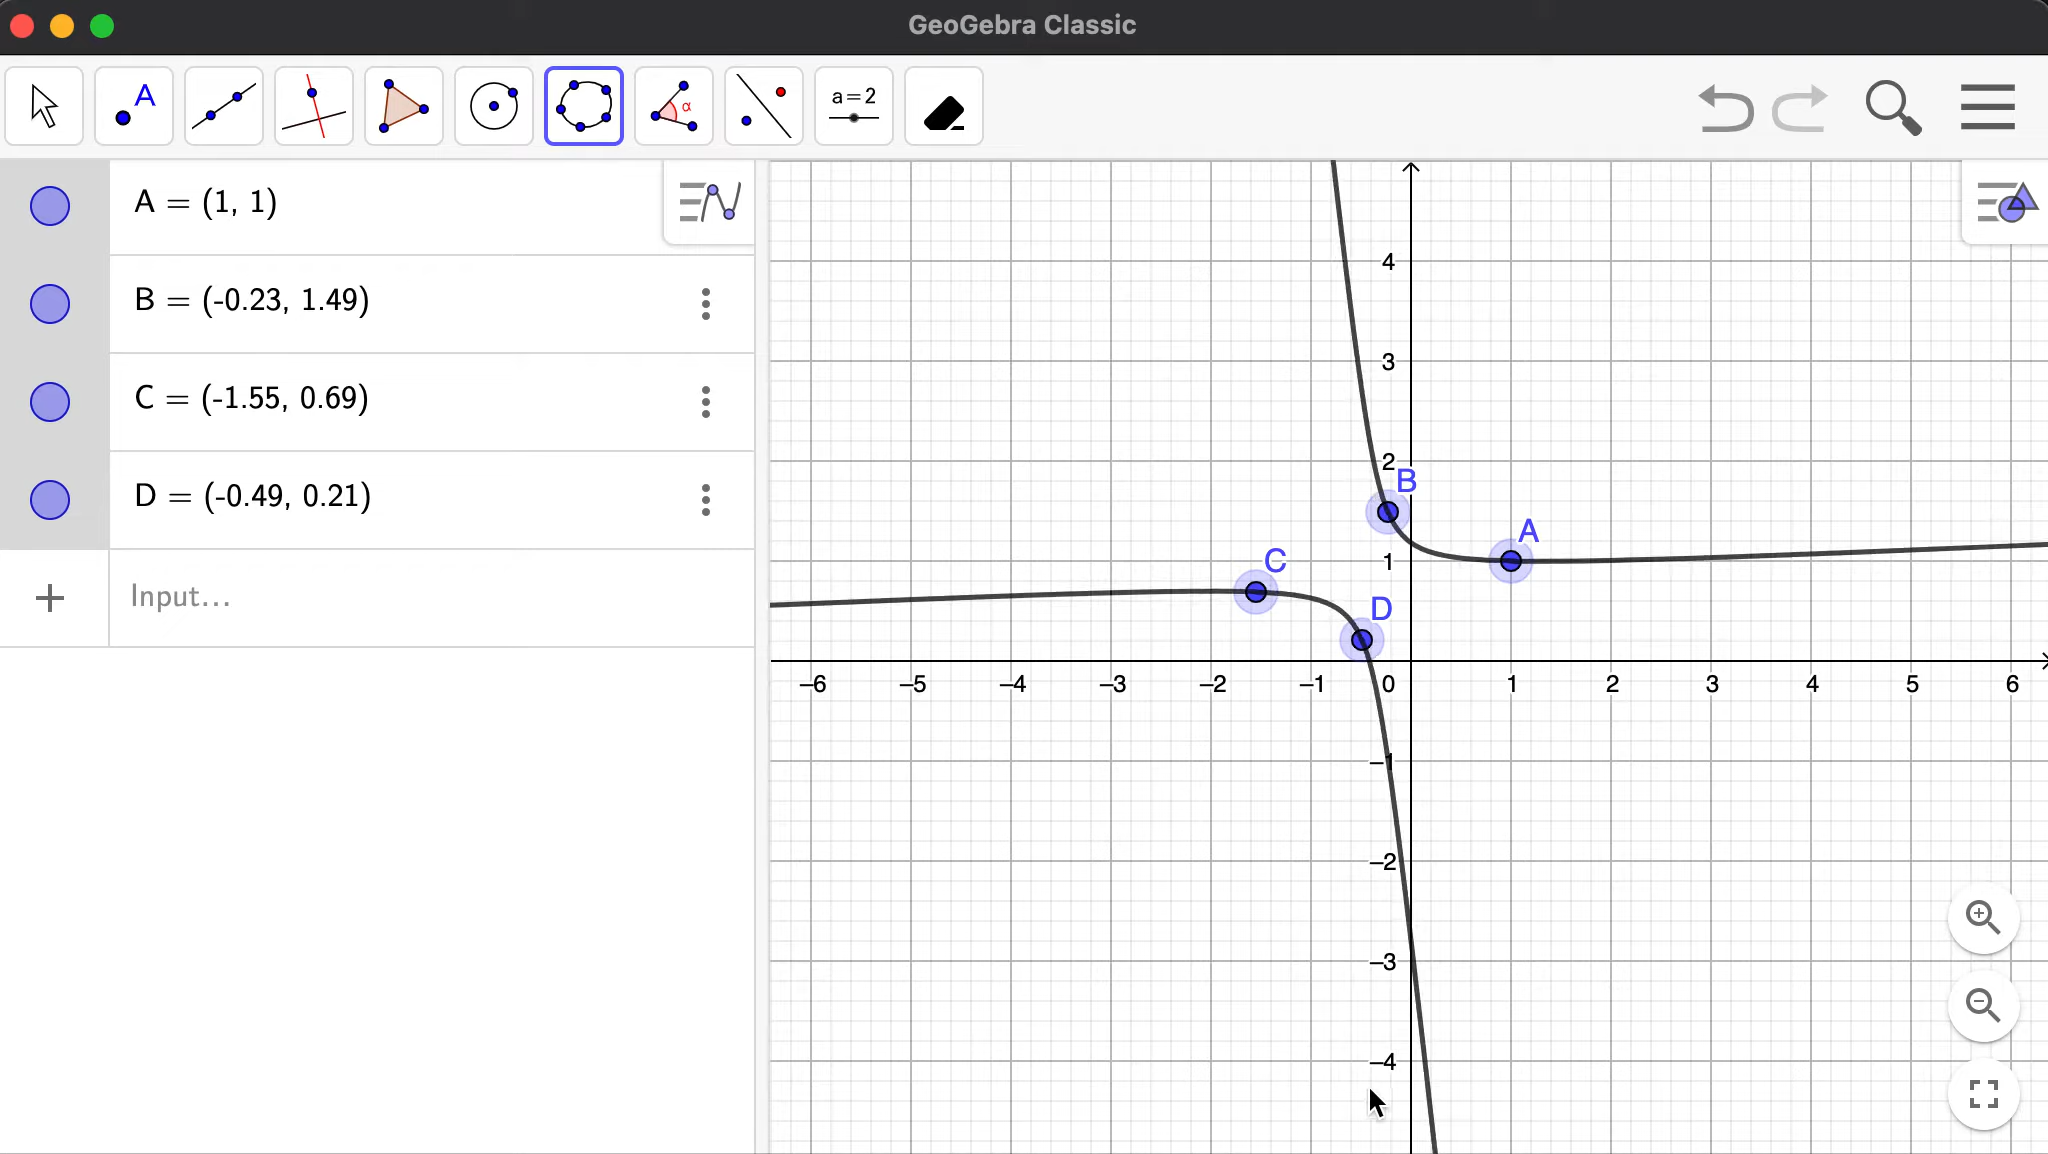 GeoGebra Classic
A
α
a=2
A = (1, 1)
B = (-0.23, 1.49)
C = (-1.55, 0.69)
D = (-0.49, 0.21)
+ Input…
4
3
2
B
A
C
1
D
–6 –5 –4 –3 –2 –1 0 1 2 3 4 5 6
–1
–2
–3
–4